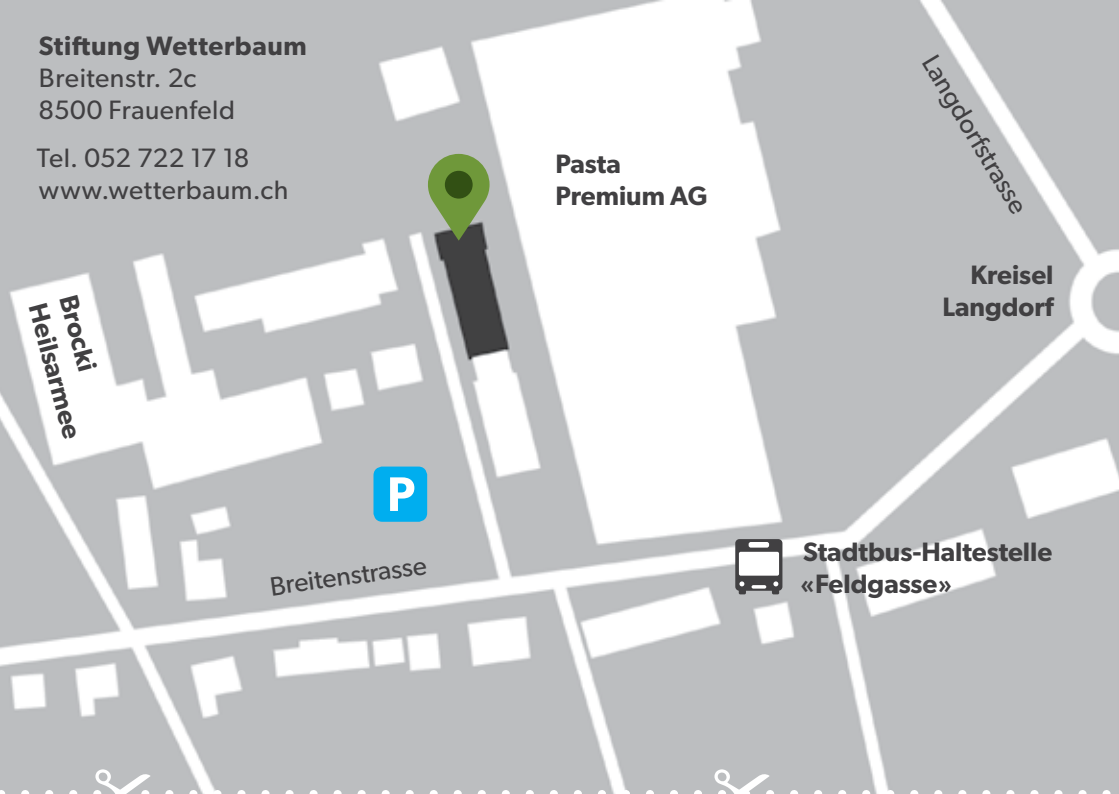 Stiftung Wetterbaum
Breitenstr. 2c
8500 Frauenfeld
Tel. 052 722 17 18
www.wetterbaum.ch
Pasta
Premium AG
Langdorfstrasse
Kreisel
Langdorf
Brocki
Heilsarmee
P
Breitenstrasse
Stadtbus-Haltestelle
«Feldgasse»